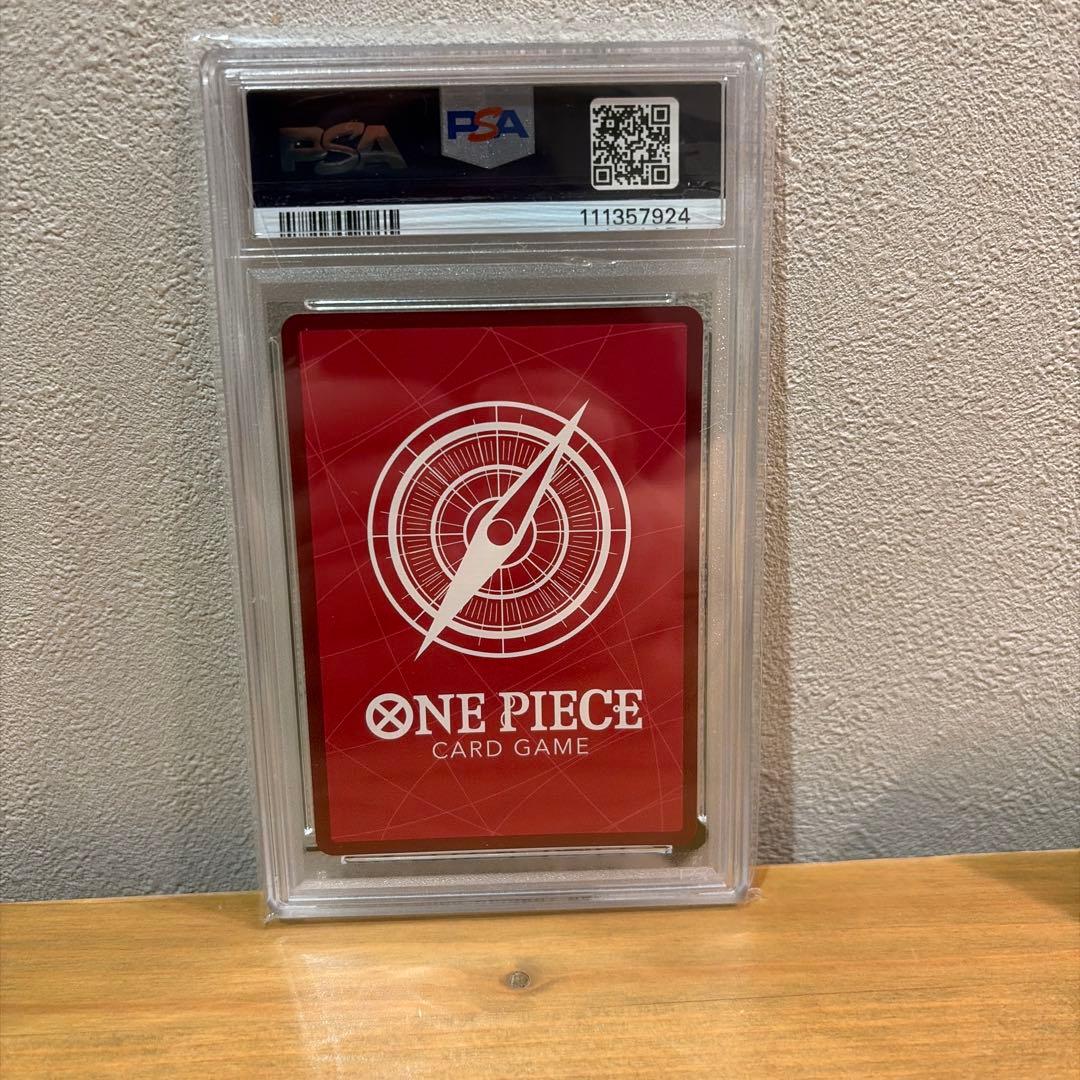 PSA
PSA
111357924
ONE PIECE
CARD GAME